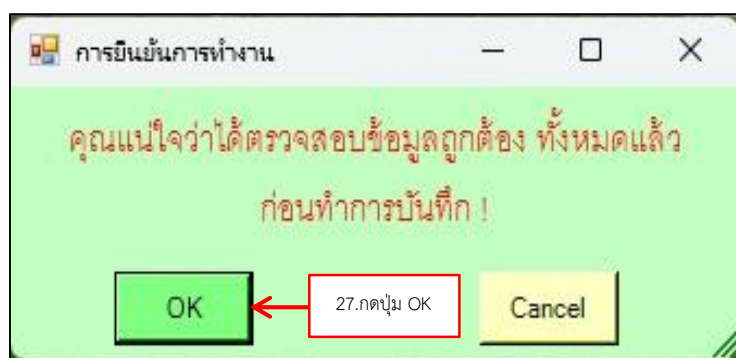 การยืนยันการทำงาน
คุณแน่ใจว่าได้ตรวจสอบข้อมูลถูกต้อง ทั้งหมดแล้ว
ก่อนทำการบันทึก !
OK
27.กดปุ่ม OK
Cancel